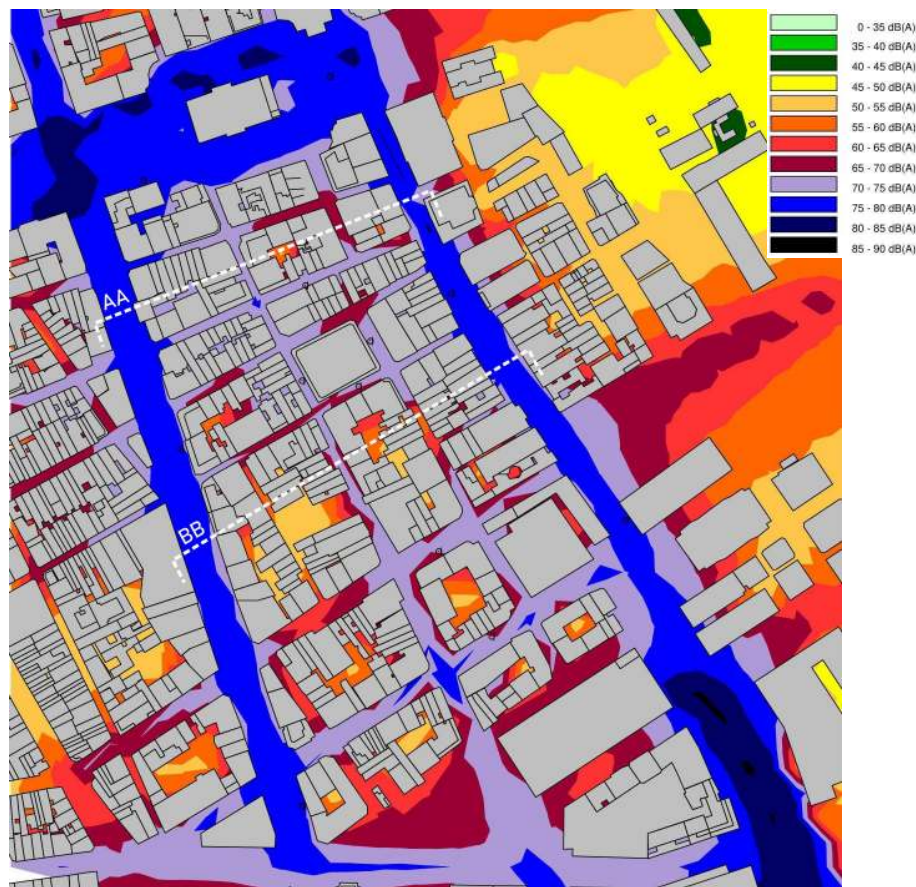 0 - 35 dB(A)
35 - 40 dB(A)
40 - 45 dB(A)
45 - 50 dB(A)
50 - 55 dB(A)
55 - 60 dB(A)
60 - 65 dB(A)
65 - 70 dB(A)
70 - 75 dB(A)
75 - 80 dB(A)
80 - 85 dB(A)
85 - 90 dB(A)
AA
BB